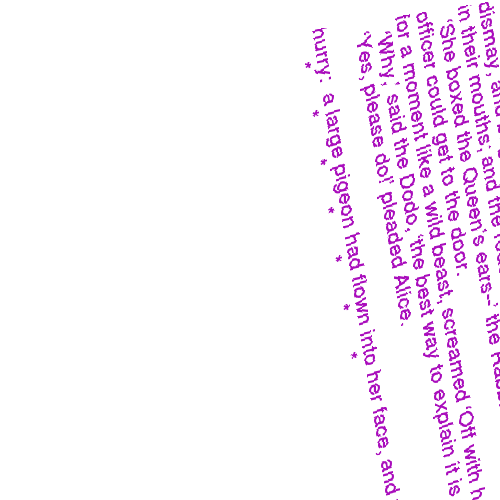 dismay, and
in their mouths; and the
'She boxed the Queen's ears--' the
officer could get to the door.
for a moment like a wild beast, screamed 'Off with
'Why,' said the Dodo, 'the best way to explain it is
'Yes, please do!' pleaded Alice.
hurry: a large pigeon had flown into her face, and
* * * * * * *